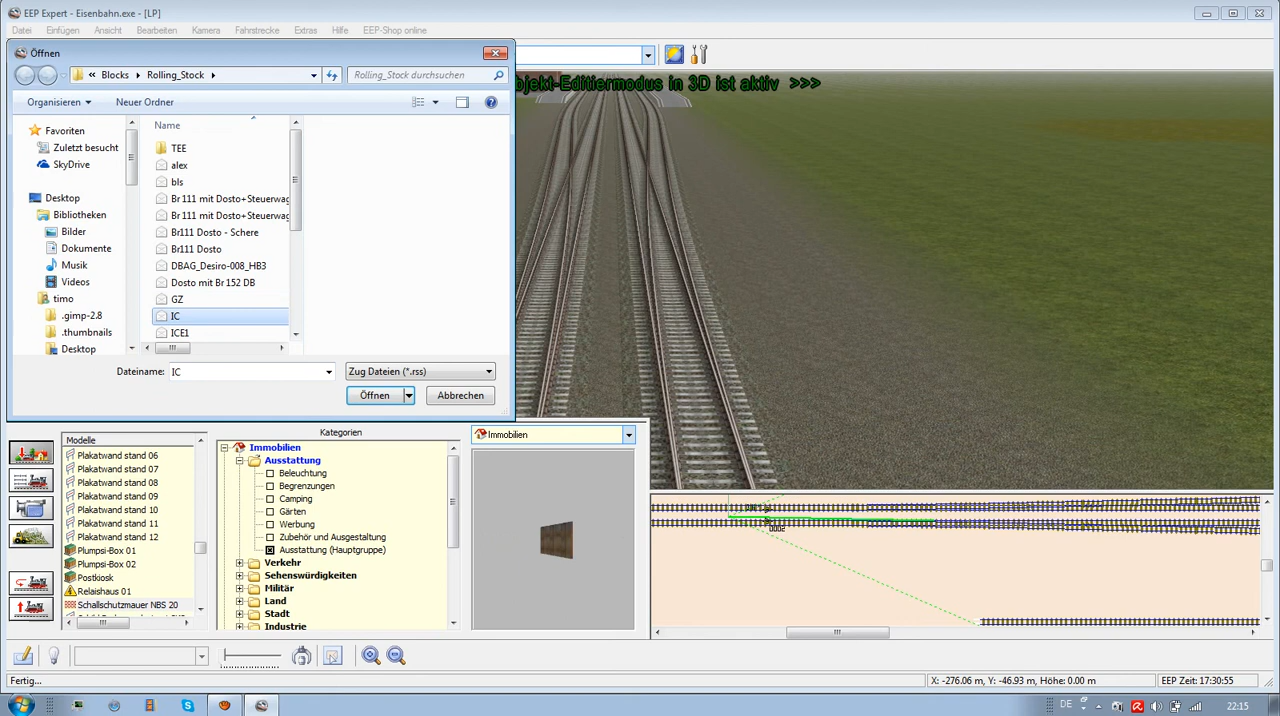 EEP Expert - Eisenbahn.exe - [LP]
Datei Einfügen Ansicht Bearbeiten Kamera Fahrstrecke Extras Hilfe EEP-Shop online
Öffnen
Blocks Rolling_Stock
Rolling_Stock durchsuchen
Organisieren Neuer Ordner
Favoriten
Zuletzt besucht
SkyDrive
Desktop
Bibliotheken
Bilder
Dokumente
Musik
Videos
timo
.gimp-2.8
.thumbnails
Desktop
Name
TEE
alex
bls
Br 111 mit Dosto+Steuerwag
Br 111 mit Dosto+Steuerwag
Br111 Dosto - Schere
Br111 Dosto
DBAG_Desiro-008_HB3
Dosto mit Br 152 DB
GZ
IC
ICE1
Dateiname: IC
Zug Dateien (*.rss)
Öffnen Abbrechen
bjekt-Editiermodus in 3D ist aktiv >>>
Modelle
Plakatwand stand 06
Plakatwand stand 07
Plakatwand stand 08
Plakatwand stand 09
Plakatwand stand 10
Plakatwand stand 11
Plakatwand stand 12
Plumpsi-Box 01
Plumpsi-Box 02
Postkiosk
Relaishaus 01
Schallschutzmauer NBS 20
Kategorien
Immobilien
Ausstattung
Beleuchtung
Begrenzungen
Camping
Gärten
Werbung
Zubehör und Ausgestaltung
Ausstattung (Hauptgruppe)
Verkehr
Sehenswürdigkeiten
Militär
Land
Stadt
Industrie
Immobilien
Fertig...
X: -276.06 m, Y: -46.93 m, Höhe: 0.00 m
EEP Zeit: 17:30:55
DE
22:15